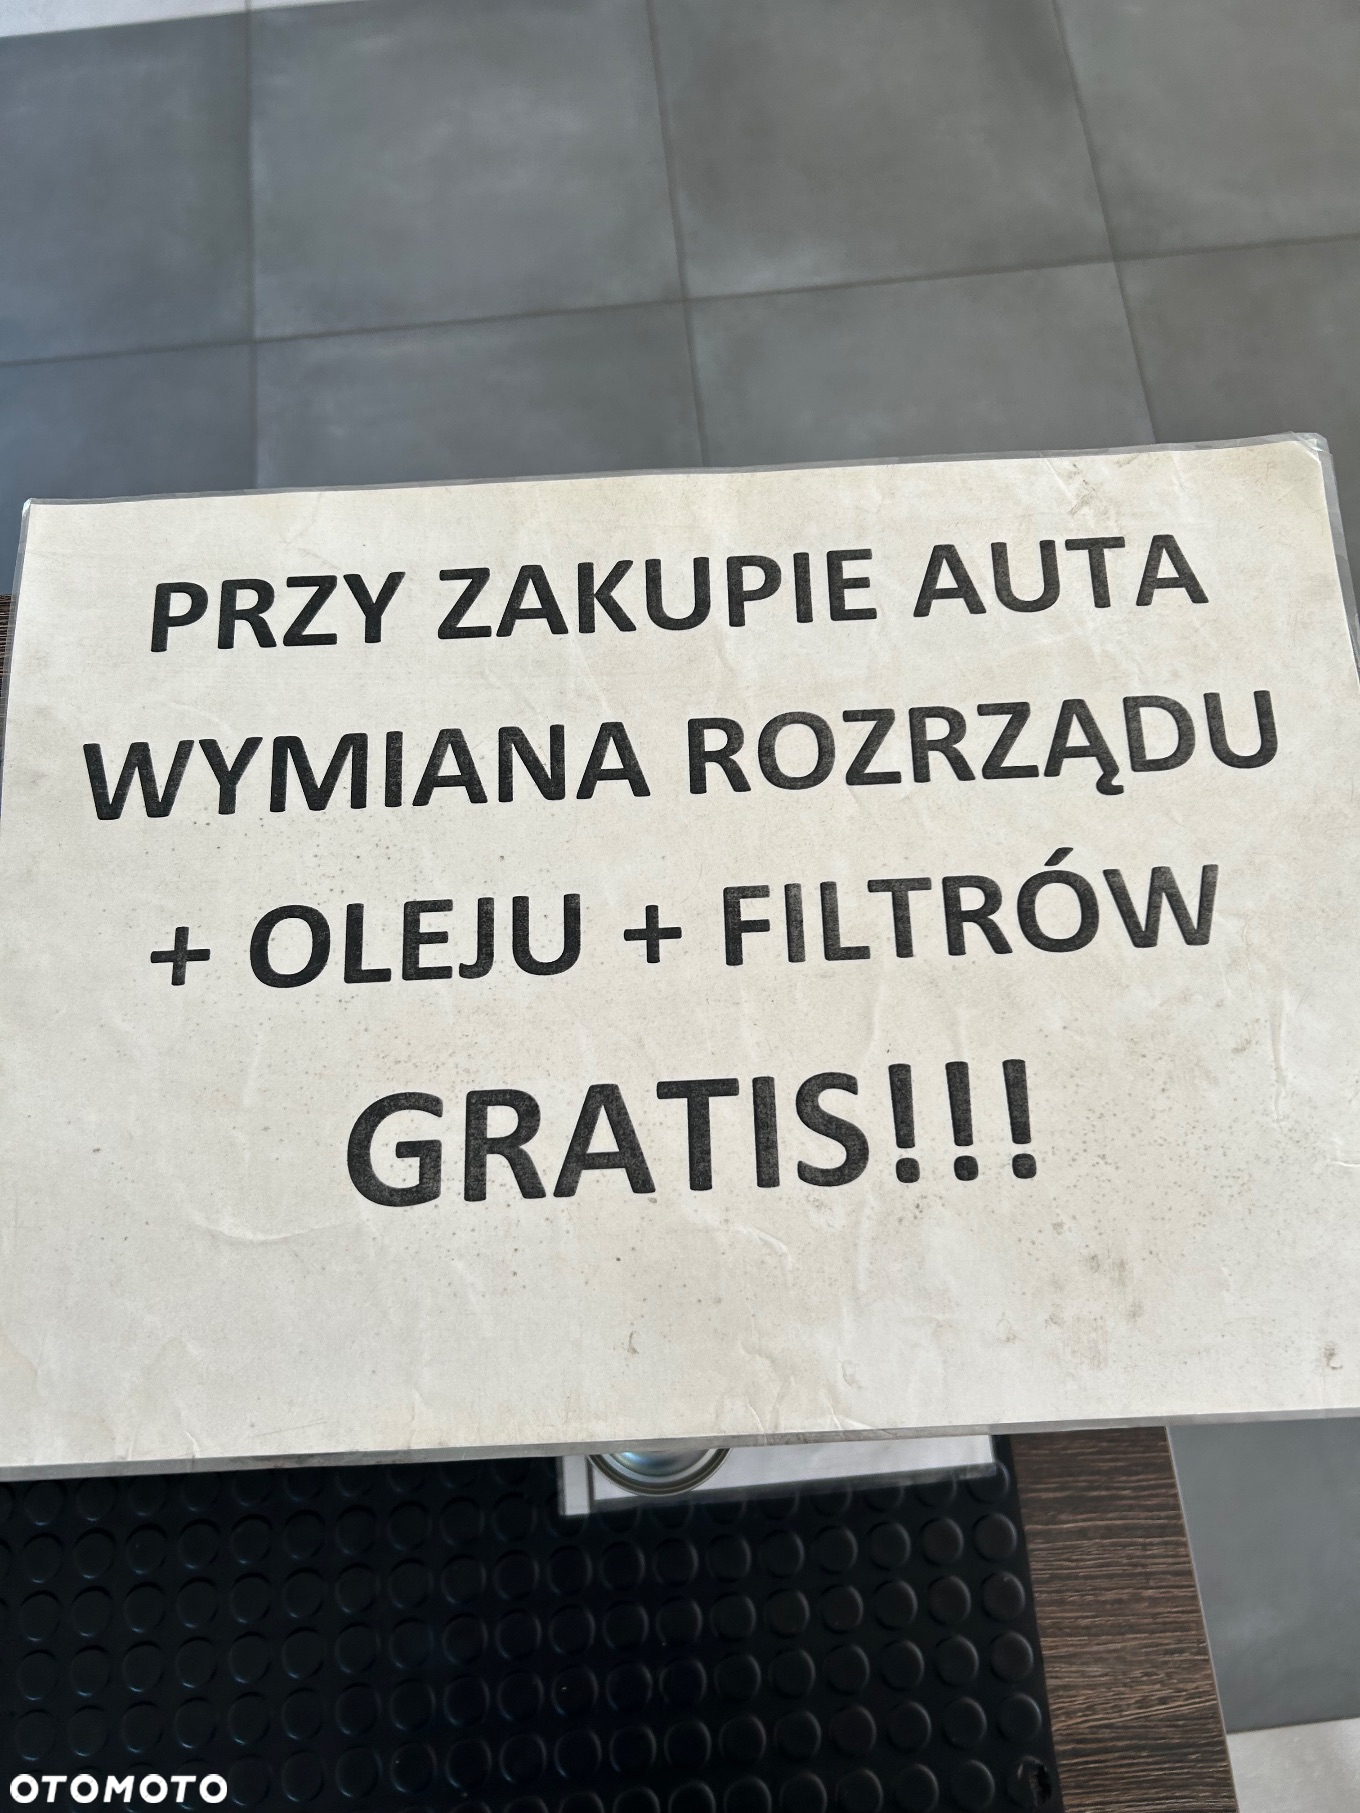 PRZY ZAKUPIE AUTA
WYMIANA ROZRZĄDU
+ OLEJU + FILTRÓW
GRATIS!!!
OTOMOTO